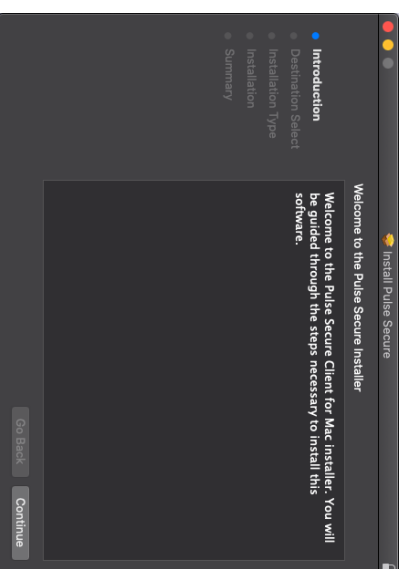 Install Pulse Secure
Welcome to the Pulse Secure Installer
Introduction
Destination Select
Installation Type
Installation
Summary
Welcome to the Pulse Secure Client for Mac installer. You will
be guided through the steps necessary to install this
software.
Go Back
Continue